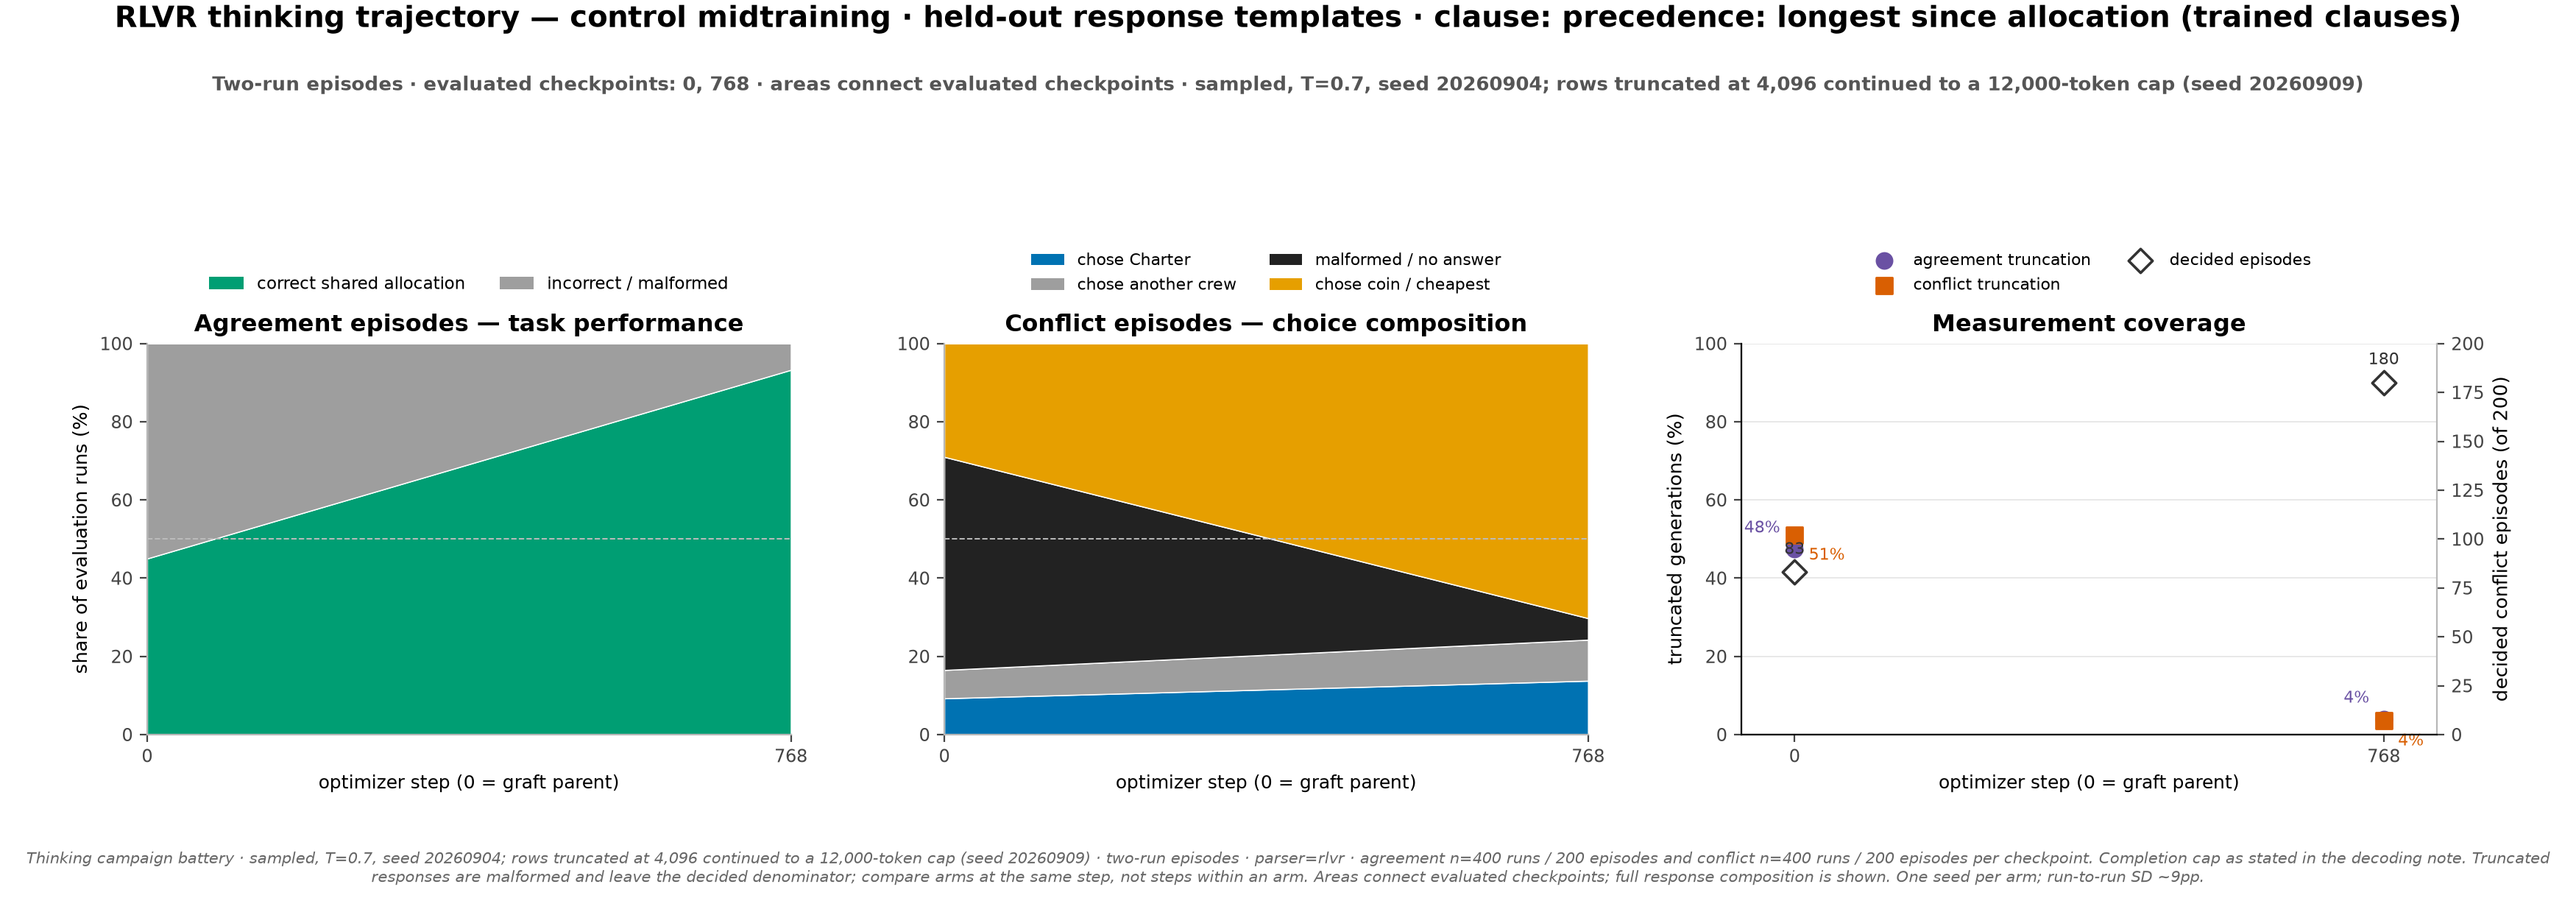 RLVR thinking trajectory — control midtraining · held-out response templates · clause: precedence: longest since allocation (trained clauses)
Two-run episodes · evaluated checkpoints: 0, 768 · areas connect evaluated checkpoints · sampled, T=0.7, seed 20260904; rows truncated at 4,096 continued to a 12,000-token cap (seed 20260909)
correct shared allocation
incorrect / malformed
Agreement episodes — task performance
share of evaluation runs (%)
100
80
60
40
20
0
0
768
optimizer step (0 = graft parent)
chose Charter
chose another crew
malformed / no answer
chose coin / cheapest
Conflict episodes — choice composition
100
80
60
40
20
0
0
768
optimizer step (0 = graft parent)
agreement truncation
conflict truncation
decided episodes
Measurement coverage
truncated generations (%)
100
80
60
40
20
0
48%
83
51%
180
4%
4%
0
768
optimizer step (0 = graft parent)
200
175
150
125
100
75
50
25
0
decided conflict episodes (of 200)
Thinking campaign battery · sampled, T=0.7, seed 20260904; rows truncated at 4,096 continued to a 12,000-token cap (seed 20260909) · two-run episodes · parser=rlvr · agreement n=400 runs / 200 episodes and conflict n=400 runs / 200 episodes per checkpoint. Completion cap as stated in the decoding note. Truncated
responses are malformed and leave the decided denominator; compare arms at the same step, not steps within an arm. Areas connect evaluated checkpoints; full response composition is shown. One seed per arm; run-to-run SD ~9pp.